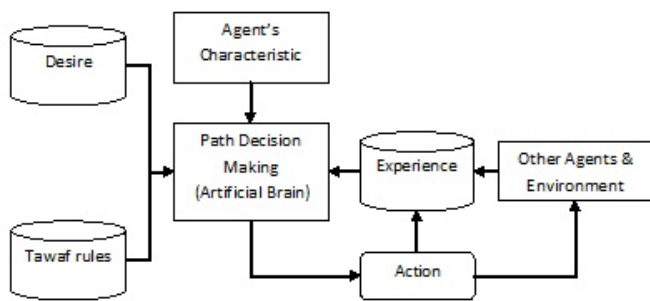 Desire
Agent's
Characteristic
Path Decision
Making
(Artificial Brain)
Experience
Other Agents &
Environment
Tawaf rules
Action